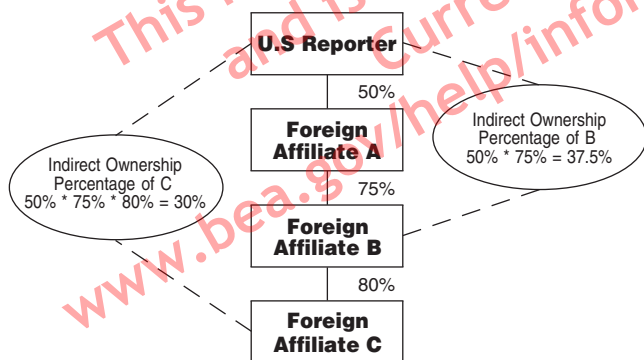 U.S Reporter
50%
Foreign
Affiliate A
Indirect Ownership
Percentage of B
50% * 75% = 37.5%
Indirect Ownership
Percentage of C
50% * 75% * 80% = 30%
75%
Foreign
Affiliate B
80%
Foreign
Affiliate C
This
and is
Curre
www.bea.gov/help/infor